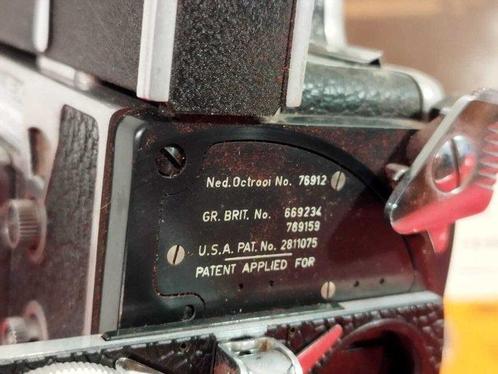 Ned.Octrooi No. 76912
GR. BRIT. No. 669234
789159
U.S.A. PAT. No. 2811075
PATENT APPLIED FOR